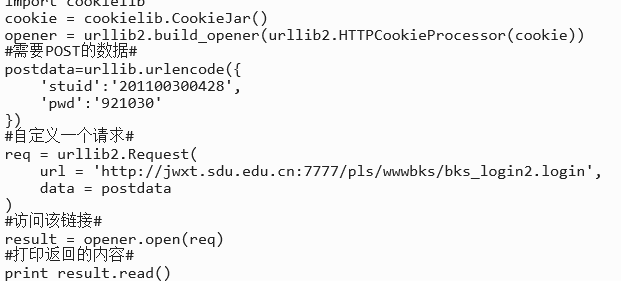 import cookielib
cookie = cookielib.CookieJar()
opener = urllib2.build_opener(urllib2.HTTPCookieProcessor(cookie))
#需要POST的数据#
postdata=urllib.urlencode({
    'stuid':'201100300428',
    'pwd':'921030'
})
#自定义一个请求#
req = urllib2.Request(
    url = 'http://jwxt.sdu.edu.cn:7777/pls/wwwbks/bks_login2.login',
    data = postdata
)
#访问该链接#
result = opener.open(req)
#打印返回的内容#
print result.read()